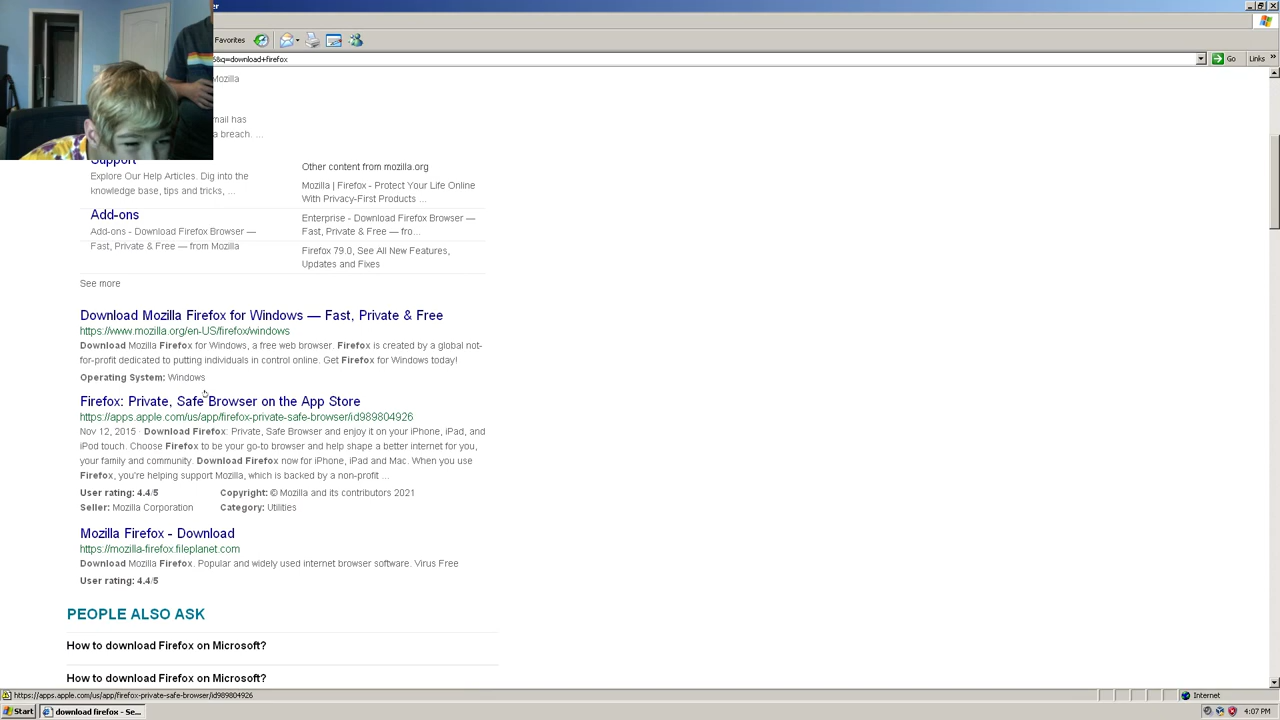 er
Favorites
6&q=download+firefox
Go
Links
Mozilla
mail has
a breach. ...
Support
Explore Our Help Articles. Dig into the
knowledge base, tips and tricks, ...
Add-ons
Add-ons - Download Firefox Browser —
Fast, Private & Free — from Mozilla
Other content from mozilla.org
Mozilla | Firefox - Protect Your Life Online
With Privacy-First Products ...
Enterprise - Download Firefox Browser —
Fast, Private & Free — fro...
Firefox 79.0, See All New Features,
Updates and Fixes
See more
Download Mozilla Firefox for Windows — Fast, Private & Free
https://www.mozilla.org/en-US/firefox/windows
Download Mozilla Firefox for Windows, a free web browser. Firefox is created by a global not-
for-profit dedicated to putting individuals in control online. Get Firefox for Windows today!
Operating System: Windows
Firefox: Private, Safe Browser on the App Store
https://apps.apple.com/us/app/firefox-private-safe-browser/id989804926
Nov 12, 2015 · Download Firefox: Private, Safe Browser and enjoy it on your iPhone, iPad, and
iPod touch. Choose Firefox to be your go-to browser and help shape a better internet for you,
your family and community. Download Firefox now for iPhone, iPad and Mac. When you use
Firefox, you're helping support Mozilla, which is backed by a non-profit ...
User rating: 4.4/5 Copyright: © Mozilla and its contributors 2021
Seller: Mozilla Corporation Category: Utilities
Mozilla Firefox - Download
https://mozilla-firefox.fileplanet.com
Download Mozilla Firefox. Popular and widely used internet browser software. Virus Free
User rating: 4.4/5
PEOPLE ALSO ASK
How to download Firefox on Microsoft?
How to download Firefox on Microsoft?
https://apps.apple.com/us/app/firefox-private-safe-browser/id989804926
Internet
Start
download firefox - Se...
4:07 PM